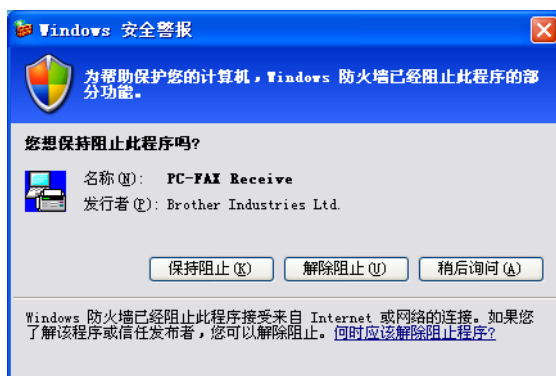 Windows 安全警报
为帮助保护您的计算机，Windows 防火墙已经阻止此程序的部
分功能。
您想保持阻止此程序吗?
名称(N): PC-FAX Receive
发行者(P): Brother Industries Ltd.
保持阻止(K) 解除阻止(U) 稍后询问(A)
Windows 防火墙已经阻止此程序接受来自 Internet 或网络的连接。如果您
了解该程序或信任发布者，您可以解除阻止。何时应该解除阻止程序?